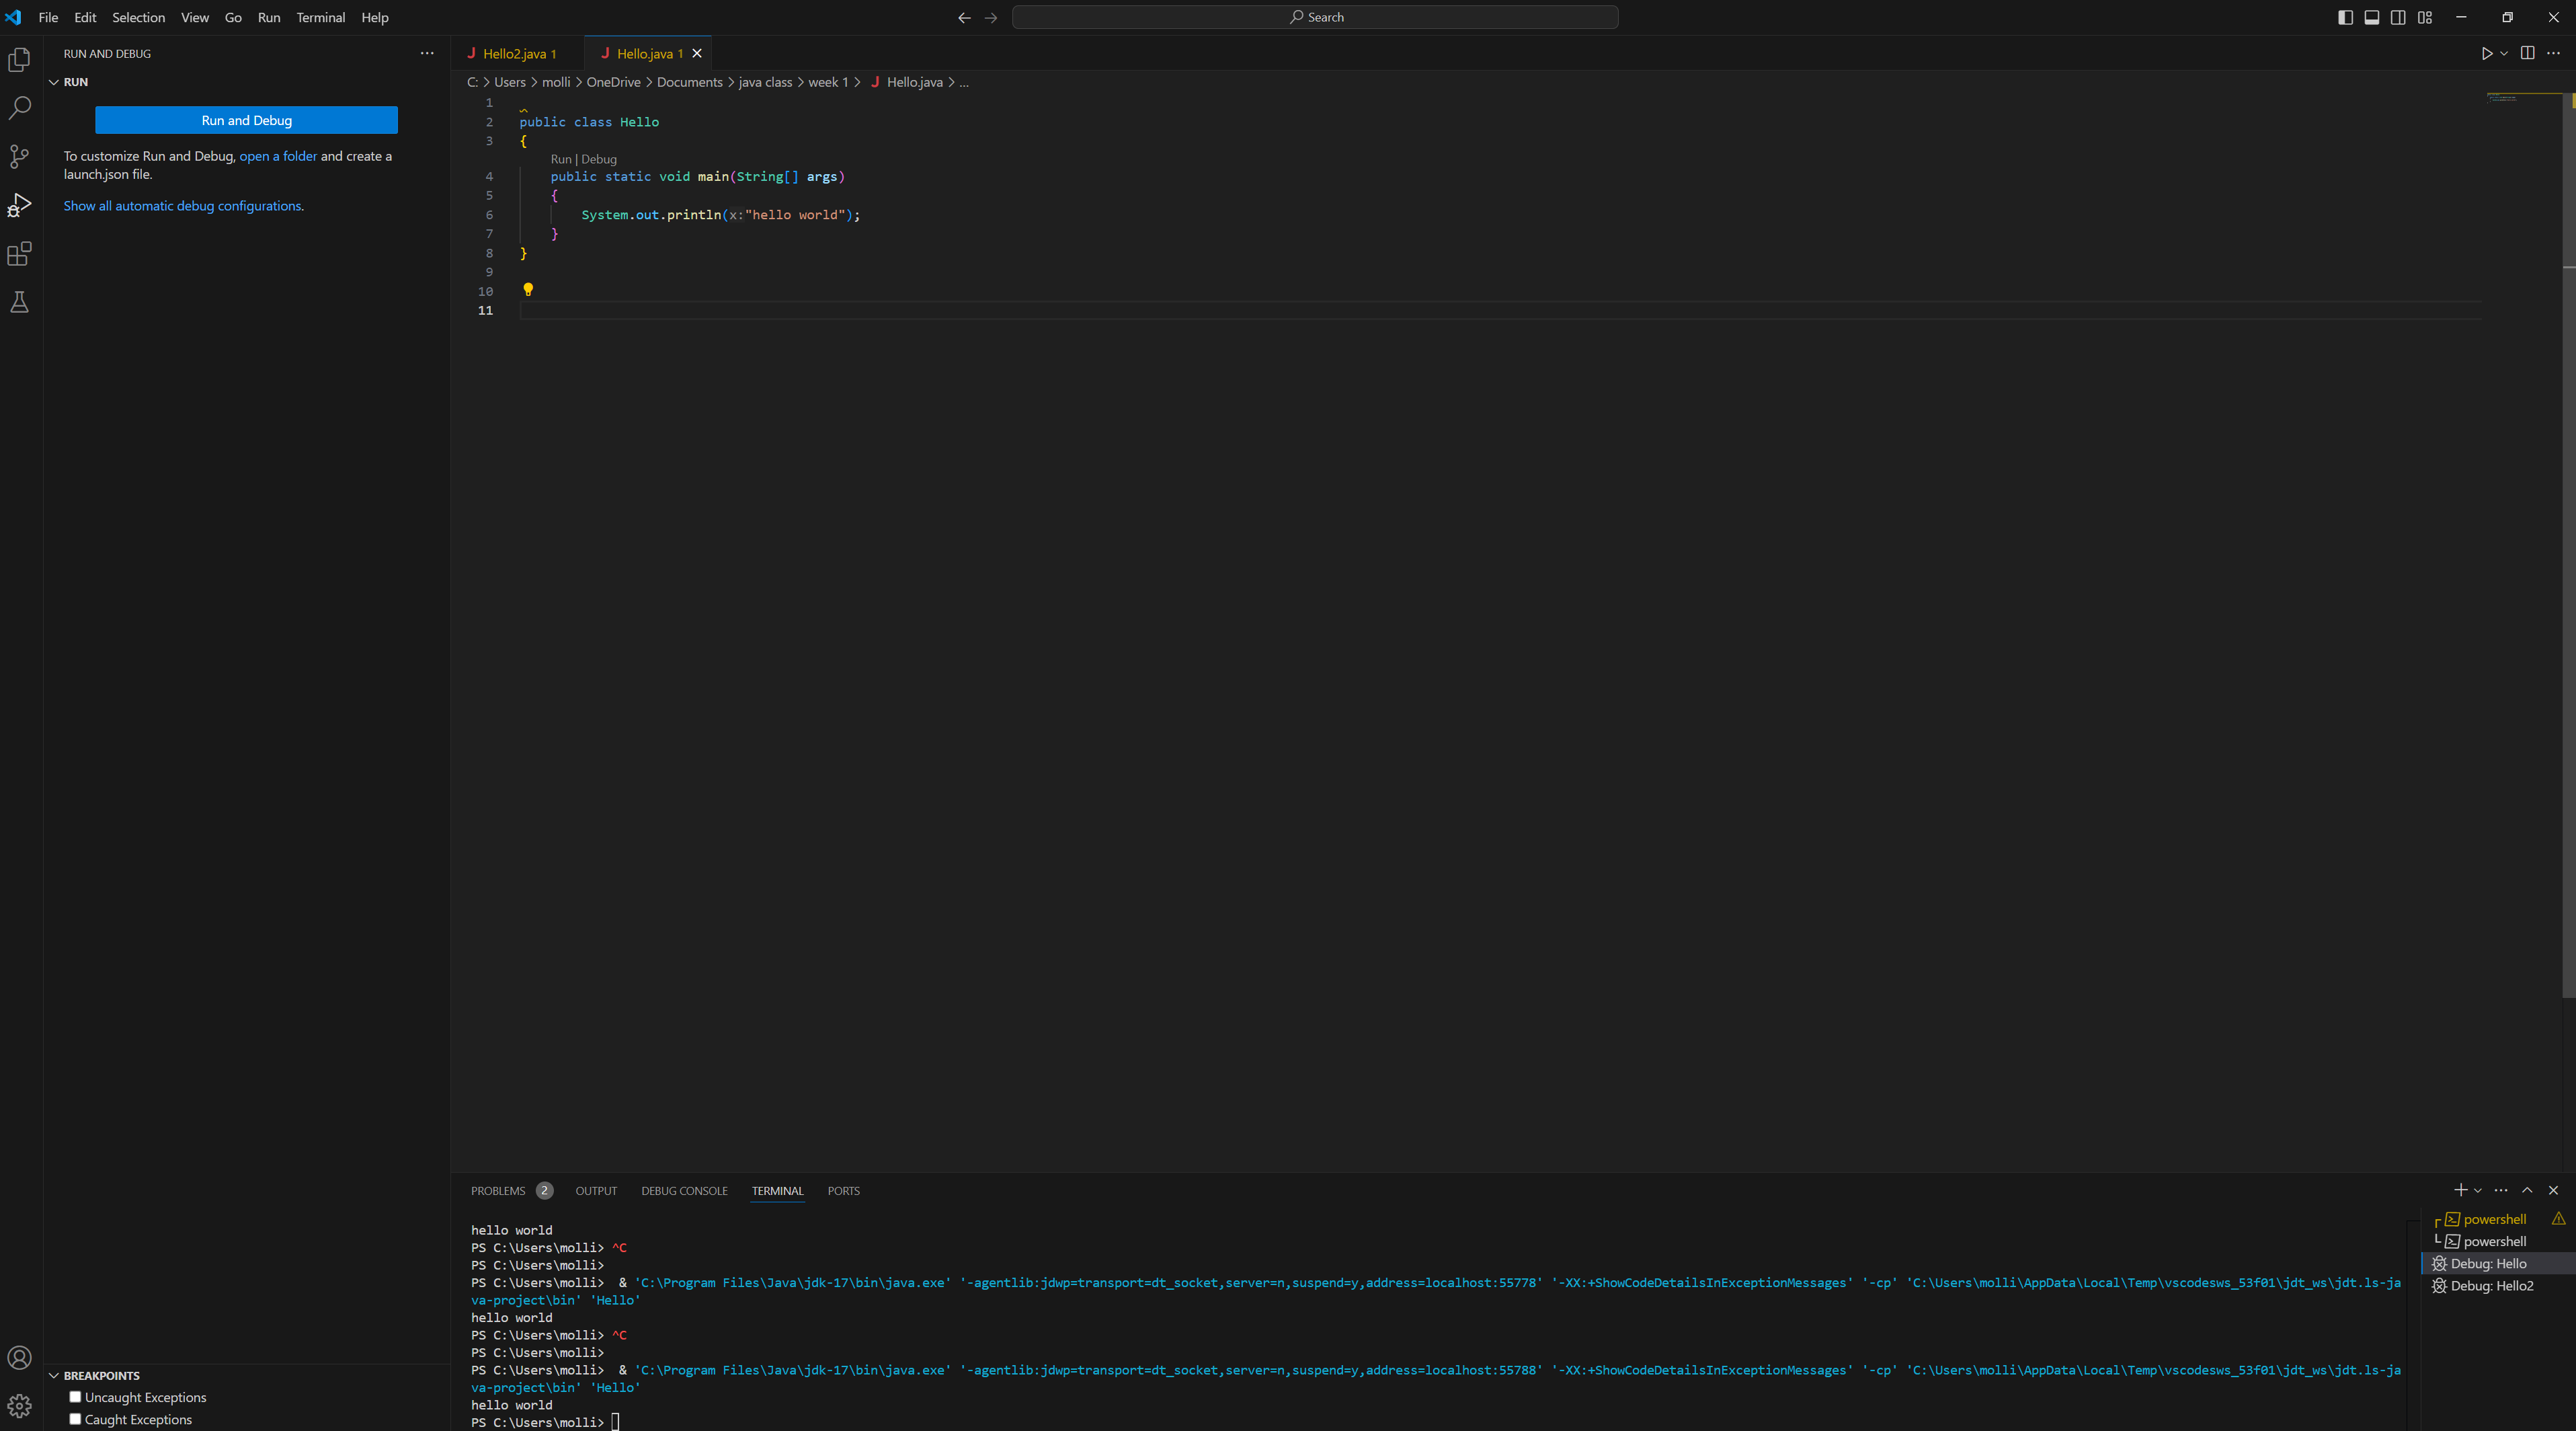 File Edit Selection View Go Run Terminal Help
Search
RUN AND DEBUG
RUN
Run and Debug
To customize Run and Debug, open a folder and create a
launch.json file.
Show all automatic debug configurations.
Hello2.java 1
Hello.java 1
C: > Users > molli > OneDrive > Documents > java class > week 1 > J Hello.java > ...
1
2 public class Hello
3 {
Run | Debug
4 public static void main(String[] args)
5 {
6 System.out.println(x:"hello world");
7 }
8 }
9
10
11
PROBLEMS 2 OUTPUT DEBUG CONSOLE TERMINAL PORTS
hello world
PS C:\Users\molli> ^C
PS C:\Users\molli>
PS C:\Users\molli>  & 'C:\Program Files\Java\jdk-17\bin\java.exe' '-agentlib:jdwp=transport=dt_socket,server=n,suspend=y,address=localhost:55778' '-XX:+ShowCodeDetailsInExceptionMessages' '-cp' 'C:\Users\molli\AppData\Local\Temp\vscodesws_53f01\jdt_ws\jdt.ls-ja
va-project\bin' 'Hello'
hello world
PS C:\Users\molli> ^C
PS C:\Users\molli>
PS C:\Users\molli>  & 'C:\Program Files\Java\jdk-17\bin\java.exe' '-agentlib:jdwp=transport=dt_socket,server=n,suspend=y,address=localhost:55788' '-XX:+ShowCodeDetailsInExceptionMessages' '-cp' 'C:\Users\molli\AppData\Local\Temp\vscodesws_53f01\jdt_ws\jdt.ls-ja
va-project\bin' 'Hello'
hello world
PS C:\Users\molli>
powershell
powershell
Debug: Hello
Debug: Hello2
BREAKPOINTS
Uncaught Exceptions
Caught Exceptions